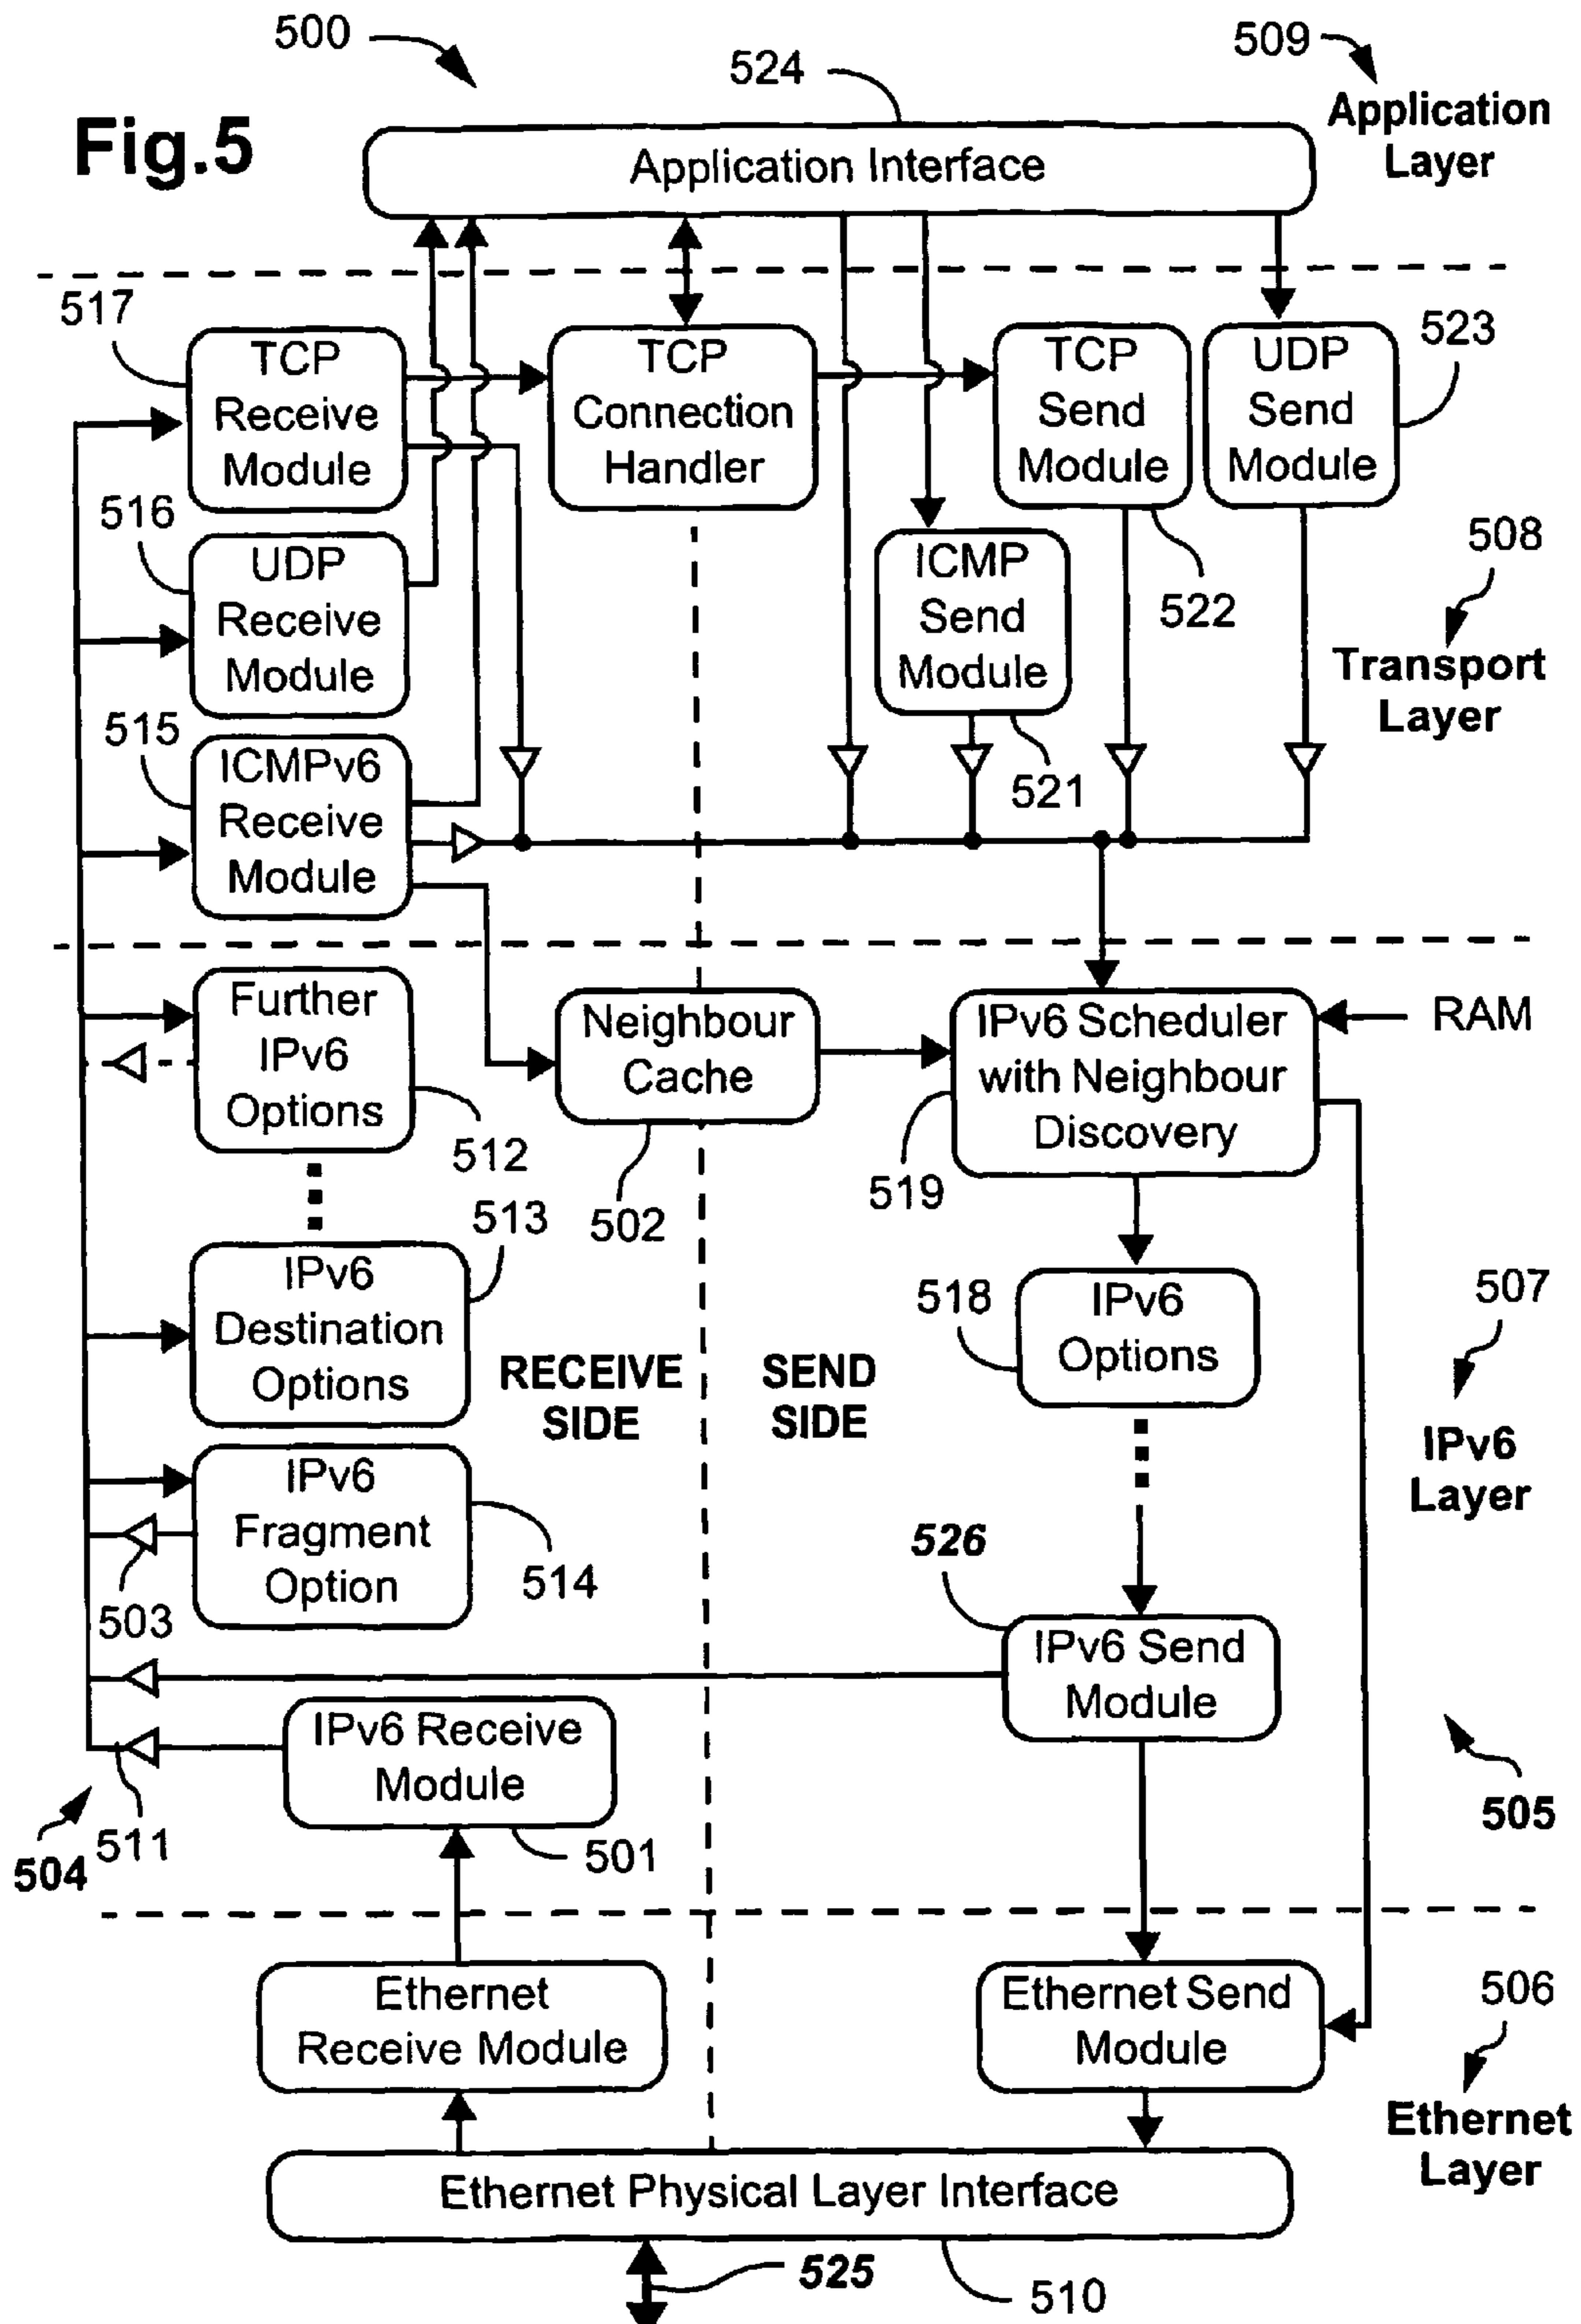 500
509
524
Application
Layer
Fig.5
Application Interface
517
TCP
Receive
Module
TCP
Connection
Handler
TCP
Send
Module
UDP
Send
Module
523
516
UDP
Receive
Module
ICMP
Send
Module
522
508
Transport
Layer
515
ICMPv6
Receive
Module
521
Further
IPv6
Options
Neighbour
Cache
IPv6 Scheduler
with Neighbour
Discovery
RAM
512
502
519
513
IPv6
Destination
Options
518
IPv6
Options
507
RECEIVE
SIDE
SEND
SIDE
IPv6
Layer
IPv6
Fragment
Option
514
503
526
IPv6 Send
Module
IPv6 Receive
Module
504
511
501
505
Ethernet
Receive Module
Ethernet Send
Module
506
Ethernet
Layer
Ethernet Physical Layer Interface
525
510